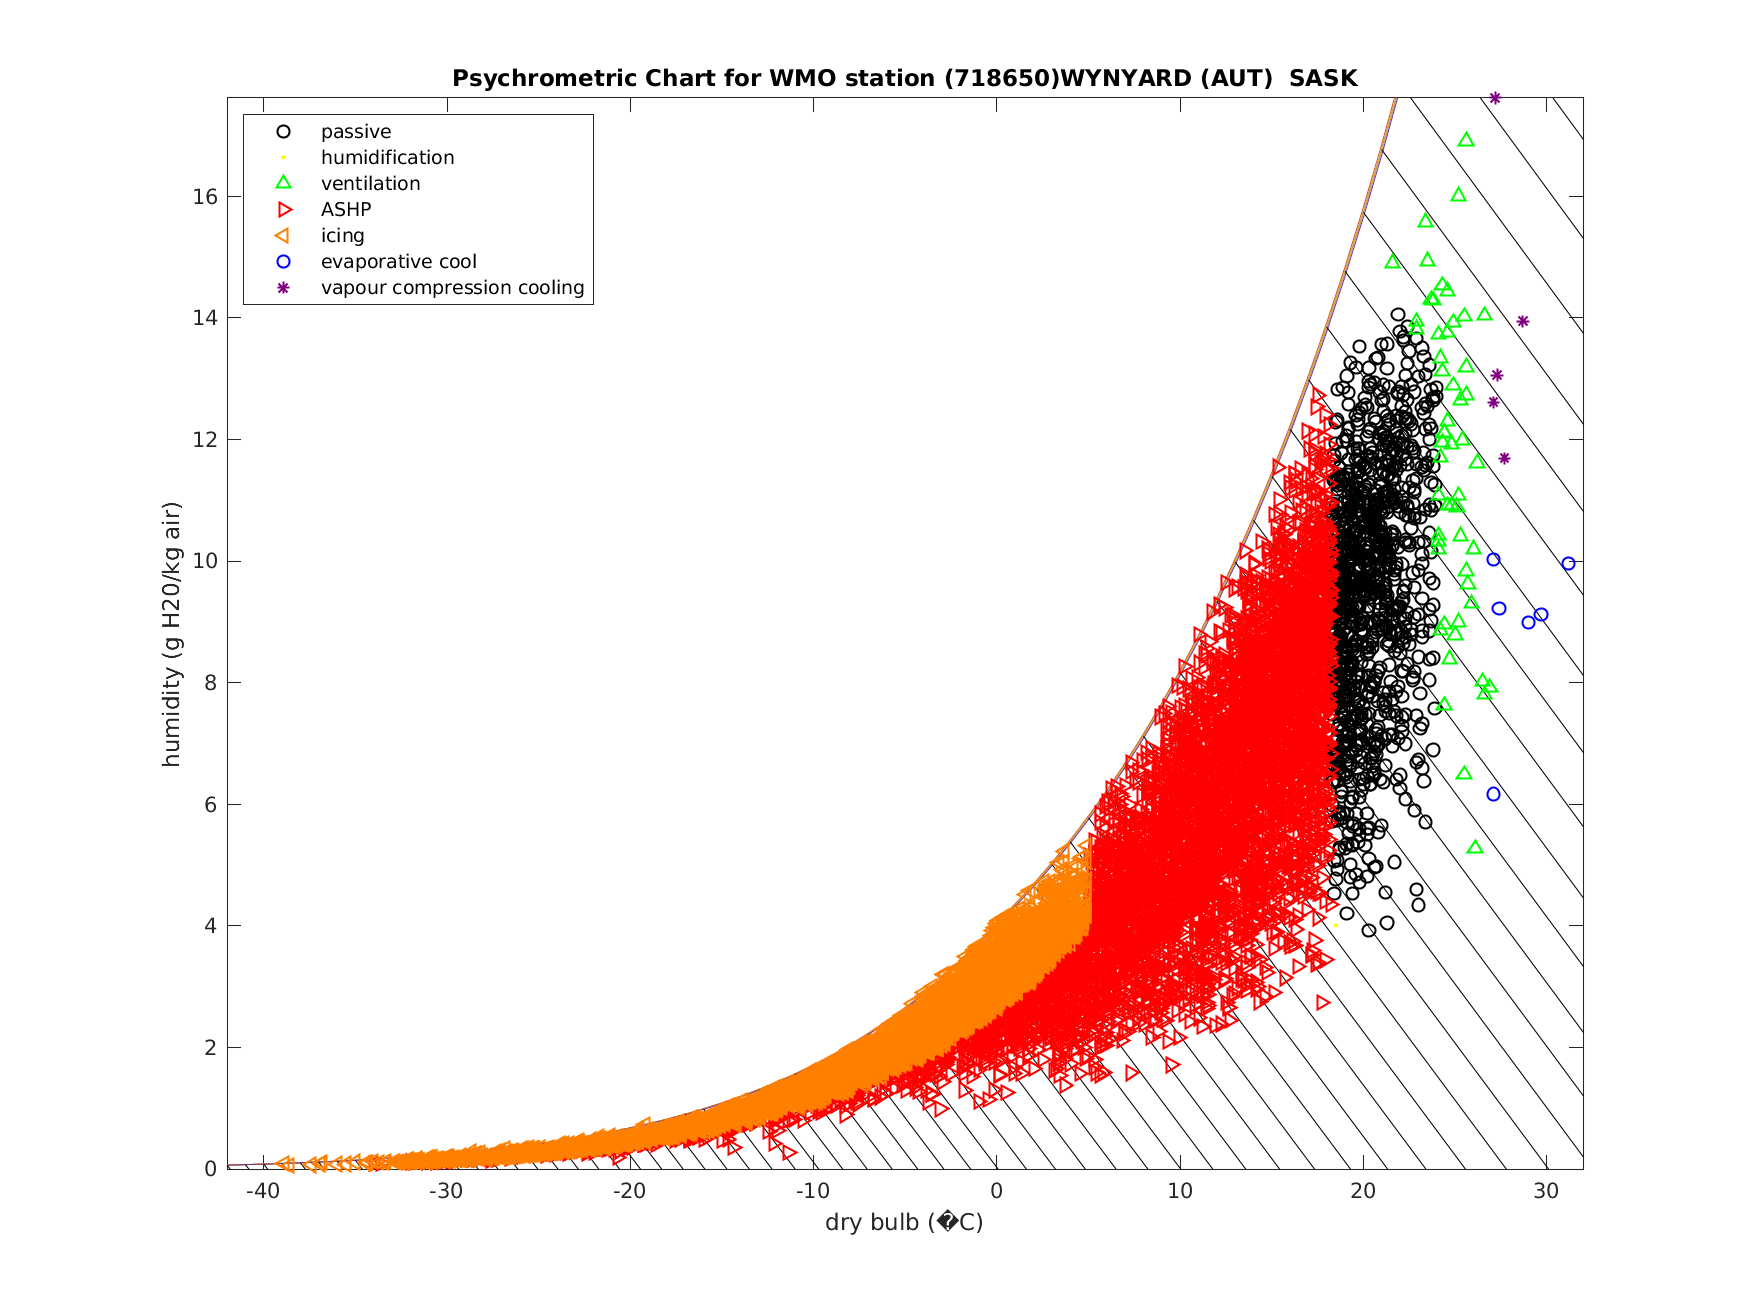 Psychrometric Chart for WMO station (718650)WYNYARD (AUT)  SASK
passive
humidification
ventilation
ASHP
icing
evaporative cool
vapour compression cooling
16
14
12
10
8
6
4
2
0
humidity (g H20/kg air)
-40 -30 -20 -10 0 10 20 30
dry bulb (�C)